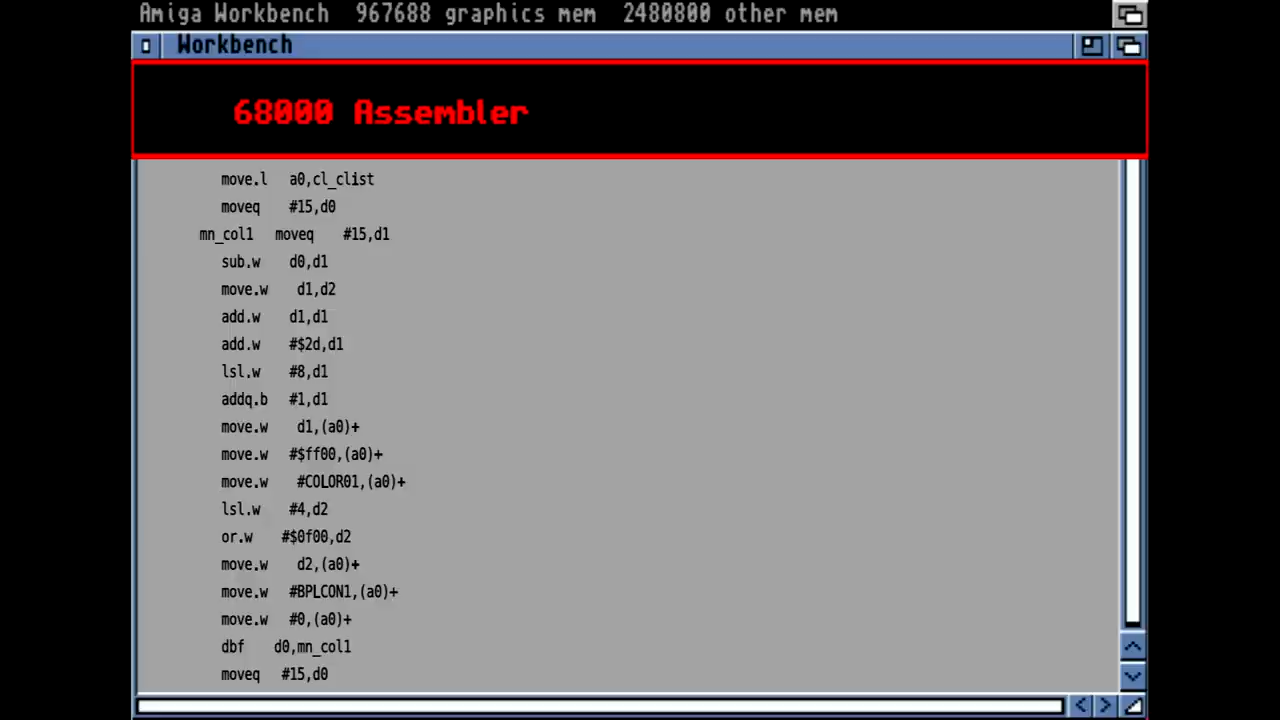 Amiga Workbench 967688 graphics mem 2480800 other mem
Workbench
68000 Assembler
move.l a0,cl_clist
moveq #15,d0
mn_col1 moveq #15,d1
sub.w d0,d1
move.w d1,d2
add.w d1,d1
add.w #$2d,d1
lsl.w #8,d1
addq.b #1,d1
move.w d1,(a0)+
move.w #$ff00,(a0)+
move.w #COLOR01,(a0)+
lsl.w #4,d2
or.w #$0f00,d2
move.w d2,(a0)+
move.w #BPLCON1,(a0)+
move.w #0,(a0)+
dbf d0,mn_col1
moveq #15,d0